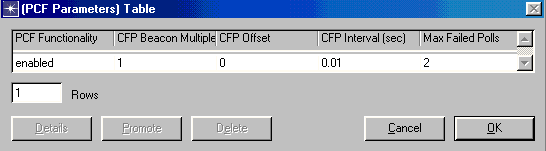 (PCF Parameters) Table
PCF Functionality CFP Beacon Multiple CFP Offset CFP Interval (sec) Max Failed Polls
enabled 1 0 0.01 2
1 Rows
Details Promote Delete Cancel OK